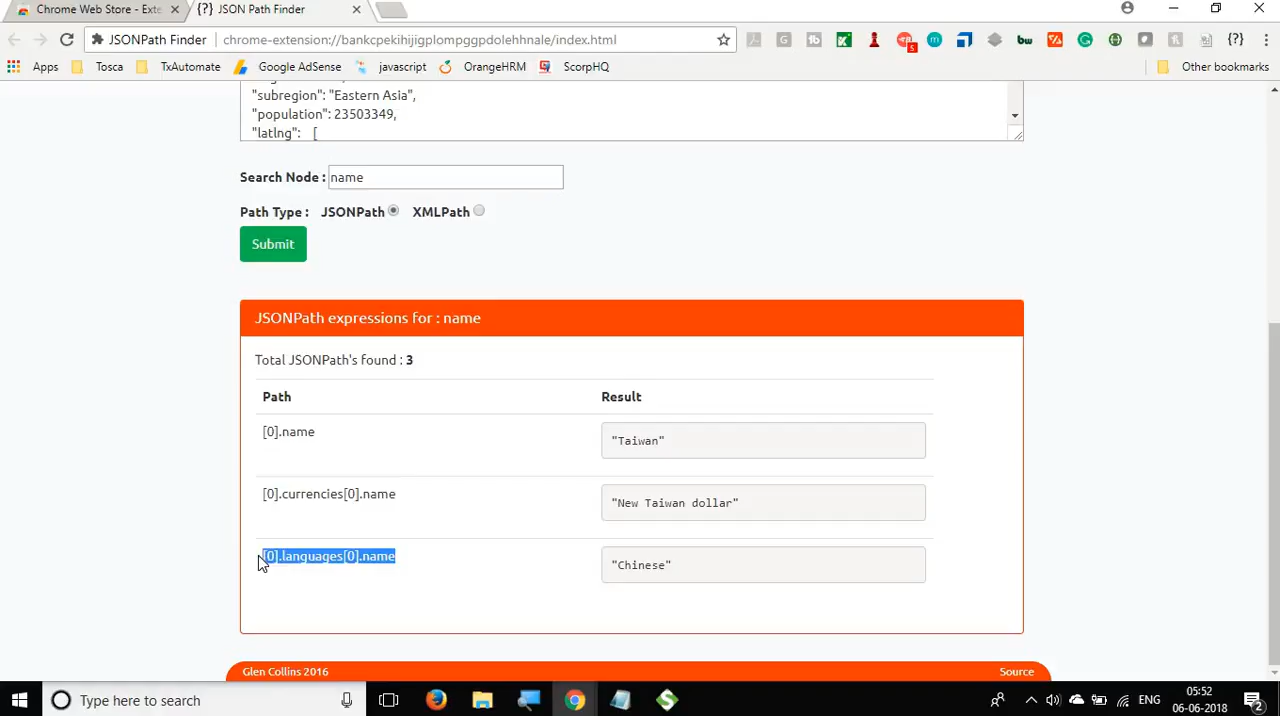 Chrome Web Store - Exte
{?} JSON Path Finder
JSONPath Finder
chrome-extension://bankcpekihijigplompggpdolehhnale/index.html
Apps
Tosca
TxAutomate
Google AdSense
javascript
OrangeHRM
ScorpHQ
Other bookmarks
"subregion": "Eastern Asia",
"population": 23503349,
"latlng": [
Search Node : name
Path Type : JSONPath XMLPath
Submit
JSONPath expressions for : name
Total JSONPath's found : 3
Path Result
[0].name "Taiwan"
[0].currencies[0].name "New Taiwan dollar"
[0].languages[0].name "Chinese"
Glen Collins 2016 Source
Type here to search
ENG
05:52
06-06-2018
2